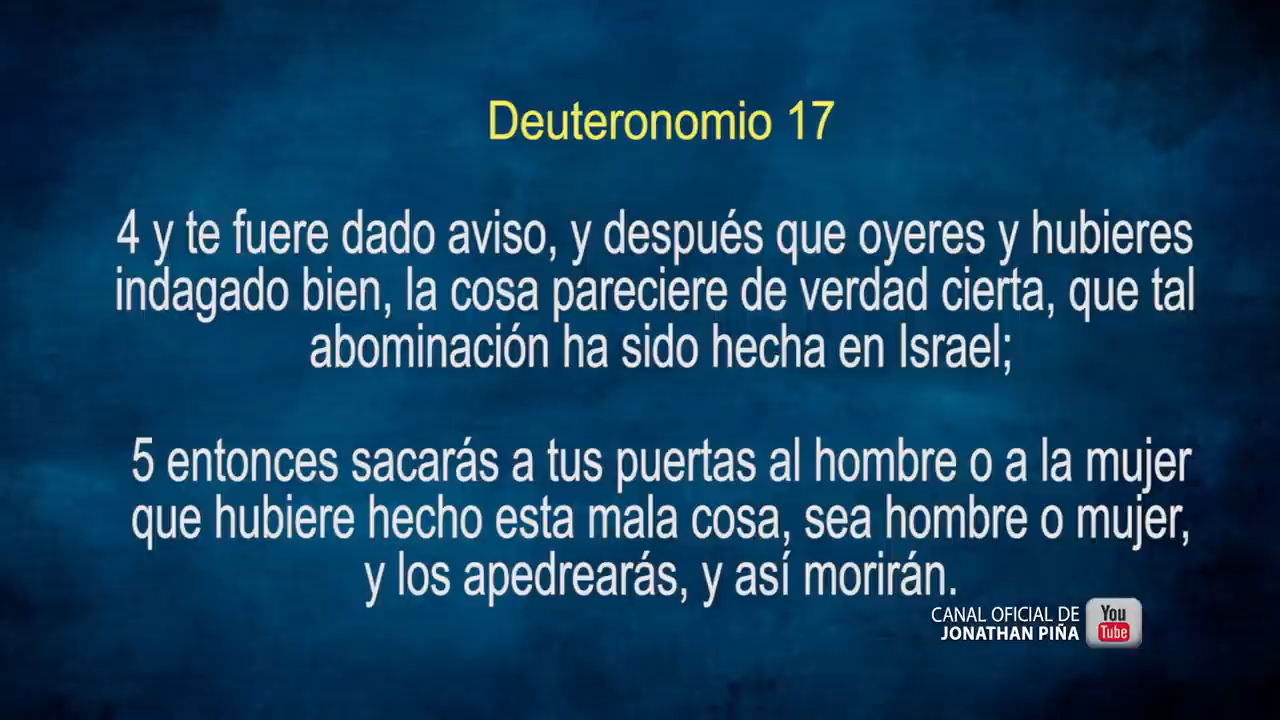 Deuteronomio 17
4 y te fuere dado aviso, y después que oyeres y hubieres
indagado bien, la cosa pareciere de verdad cierta, que tal
abominación ha sido hecha en Israel;
5 entonces sacarás a tus puertas al hombre o a la mujer
que hubiere hecho esta mala cosa, sea hombre o mujer,
y los apedrearás, y así morirán.
CANAL OFICIAL DE
JONATHAN PIÑA
You
Tube